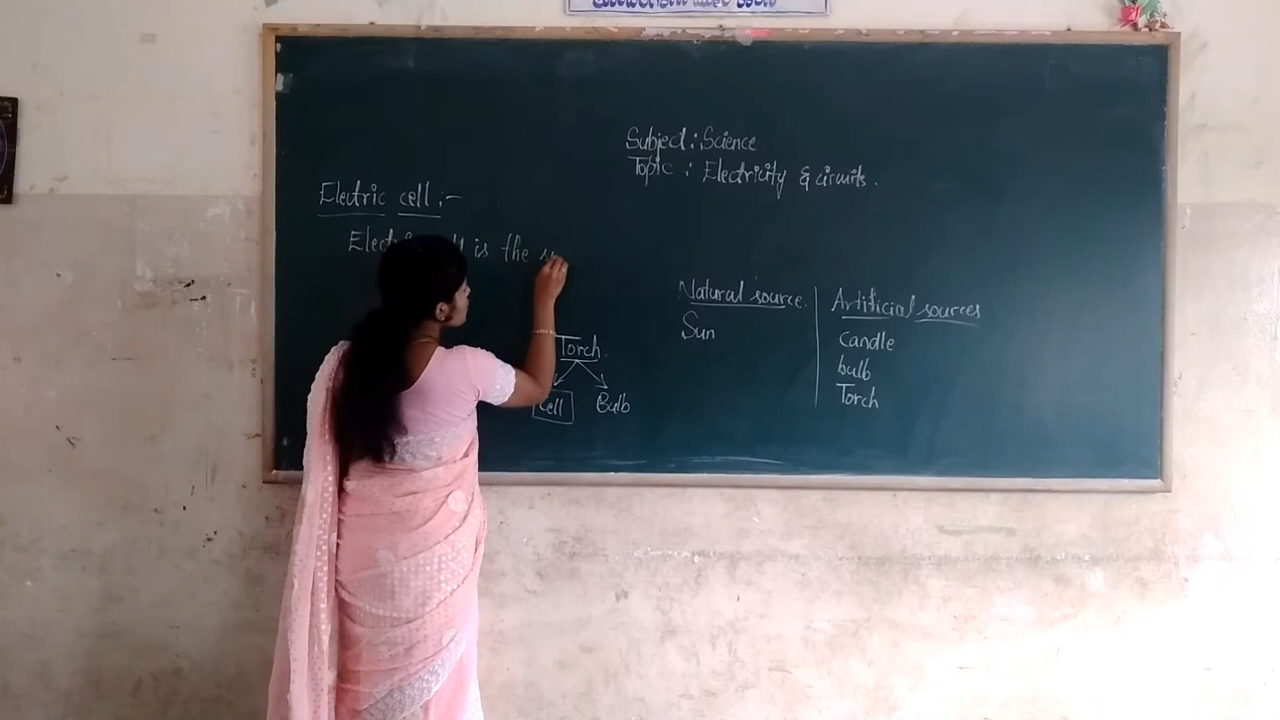 Subject : Science
Topic : Electricity & circuits.
Electric cell :-
is the
Torch
Cell Bulb
Natural source.
Sun
Artificial sources
Candle
bulb
Torch